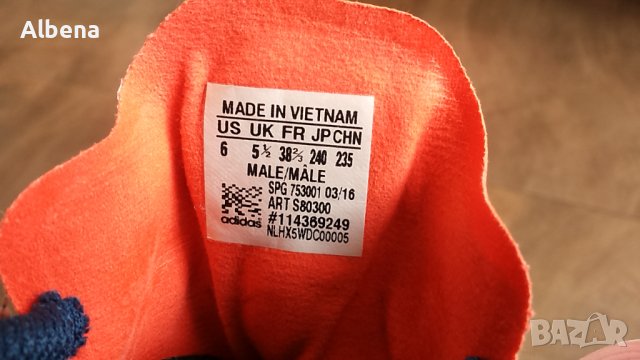 Albena
MADE IN VIETNAM
US UK FR JP CHN
6 5½ 38⅔ 240 235
MALE/MÂLE
SPG 753001 03/16
ART S80300
#114369249
adidas NLHX5WDC00005
BAZAR